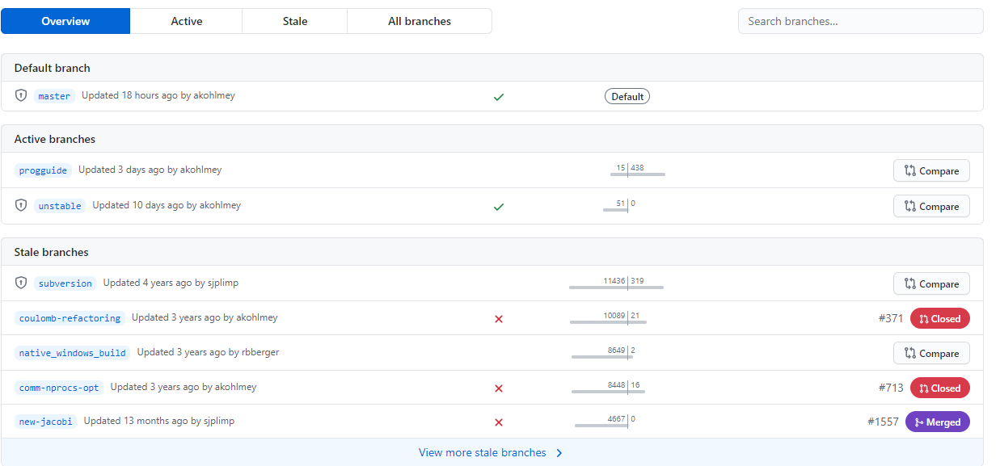 Overview Active Stale All branches Search branches...
Default branch
master Updated 18 hours ago by akohlmey Default
Active branches
progguide Updated 3 days ago by akohlmey 15 438 Compare
unstable Updated 10 days ago by akohlmey 51 0 Compare
Stale branches
subversion Updated 4 years ago by sjplimp 11436 319 Compare
coulomb-refactoring Updated 3 years ago by akohlmey 10089 21 #371 Closed
native_windows_build Updated 3 years ago by rbberger 8649 2 Compare
comm-nprocs-opt Updated 3 years ago by akohlmey 8448 16 #713 Closed
new-jacobi Updated 13 months ago by sjplimp 4667 0 #1557 Merged
View more stale branches